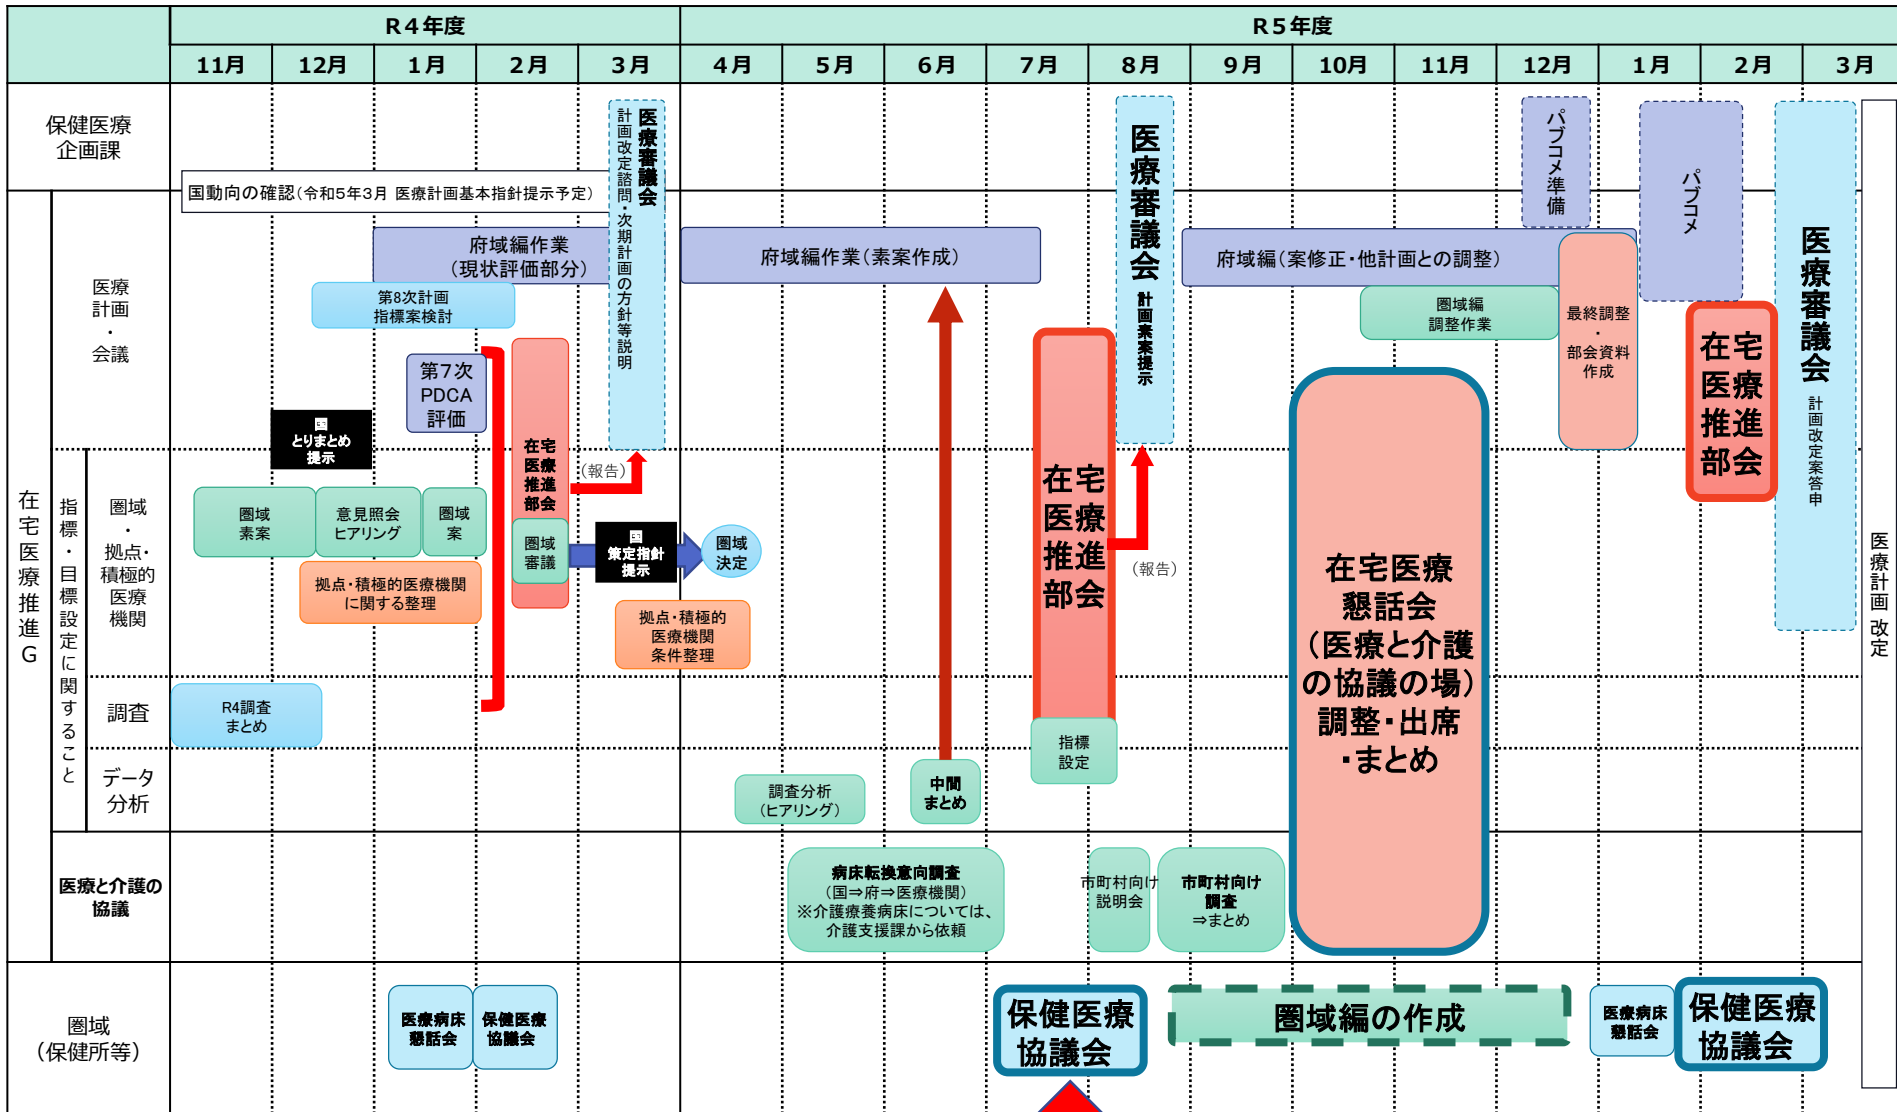 R4年度
R5年度
11月
12月
1月
2月
3月
4月
5月
6月
7月
8月
9月
10月
11月
12月
1月
2月
3月
保健医療
企画課
国動向の確認(令和5年3月 医療計画基本指針提示予定)
医療審議会
計画改定諮問・次期計画の方針等説明
医療審議会
計画素案提示
パブコメ準備
パブコメ
医療審議会
計画改定案答申
医療計画 改定
在宅医療推進G
医療
計画
・
会議
府域編作業
(現状評価部分)
府域編作業(素案作成)
府域編(案修正・他計画との調整)
第8次計画
指標案検討
圏域編
調整作業
最終調整
・
部会資料
作成
第7次
PDCA
評価
国
とりまとめ
提示
在宅
医療
推進
部会
(報告)
在宅
医療
推進
部会
(報告)
在宅
医療
推進
部会
指標・目標設定に関すること
圏域
・
拠点・
積極的
医療
機関
圏域
素案
意見照会
ヒアリング
圏域
案
圏域
審議
国
策定指針
提示
圏域
決定
拠点・積極的医療機関
に関する整理
拠点・積極的
医療機関
条件整理
在宅医療
懇話会
(医療と介護
の協議の場)
調整・出席
・まとめ
調査
R4調査
まとめ
指標
設定
データ
分析
調査分析
(ヒアリング)
中間
まとめ
医療と介護の
協議
病床転換意向調査
(国⇒府⇒医療機関)
※介護療養病床については、
介護支援課から依頼
市町村向け
説明会
市町村向け
調査
⇒まとめ
圏域
(保健所等)
医療病床
懇話会
保健医療
協議会
保健医療
協議会
圏域編の作成
医療病床
懇話会
保健医療
協議会